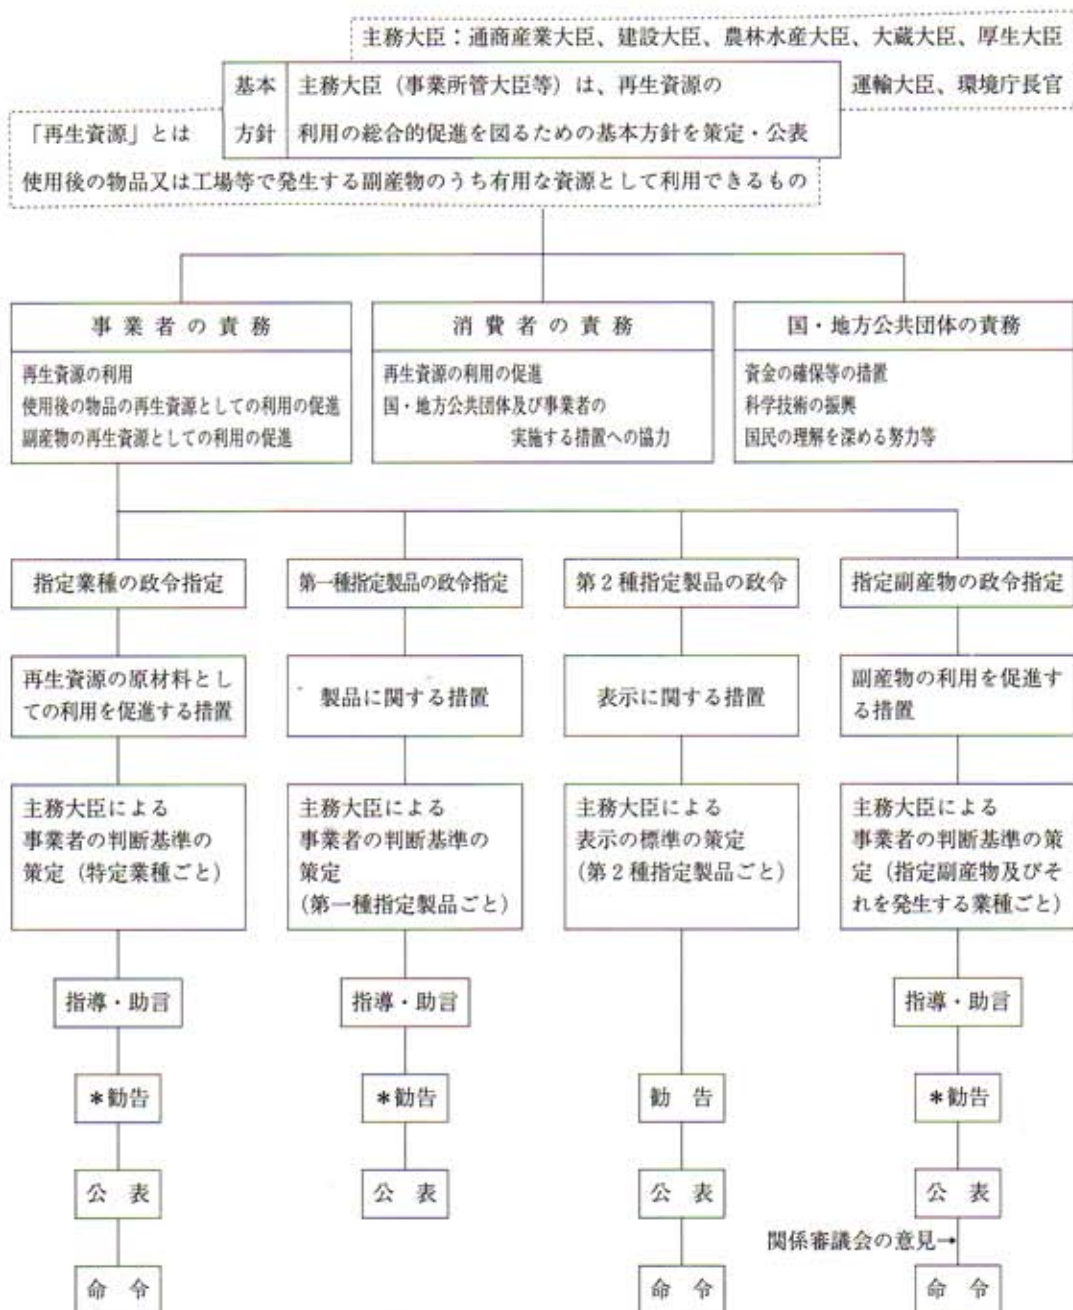 主務大臣：通商産業大臣、建設大臣、農林水産大臣、大蔵大臣、厚生大臣
運輸大臣、環境庁長官
基本
方針
主務大臣（事業所管大臣等）は、再生資源の
利用の総合的促進を図るための基本方針を策定・公表
「再生資源」とは
使用後の物品又は工場等で発生する副産物のうち有用な資源として利用できるもの
事業者の責務
再生資源の利用
使用後の物品の再生資源としての利用の促進
副産物の再生資源としての利用の促進
消費者の責務
再生資源の利用の促進
国・地方公共団体及び事業者の
実施する措置への協力
国・地方公共団体の責務
資金の確保等の措置
科学技術の振興
国民の理解を深める努力等
指定業種の政令指定
第一種指定製品の政令指定
第２種指定製品の政令
指定副産物の政令指定
再生資源の原材料とし
ての利用を促進する措置
製品に関する措置
表示に関する措置
副産物の利用を促進す
る措置
主務大臣による
事業者の判断基準の
策定（特定業種ごと）
主務大臣による
事業者の判断基準の
策定
（第一種指定製品ごと）
主務大臣による
表示の標準の策定
（第２種指定製品ごと）
主務大臣による
事業者の判断基準の策
定（指定副産物及びそ
れを発生する業種ごと）
指導・助言
指導・助言
指導・助言
＊勧告
＊勧告
勧 告
＊勧告
公 表
公 表
公 表
公 表
関係審議会の意見→
命 令
命 令
命 令